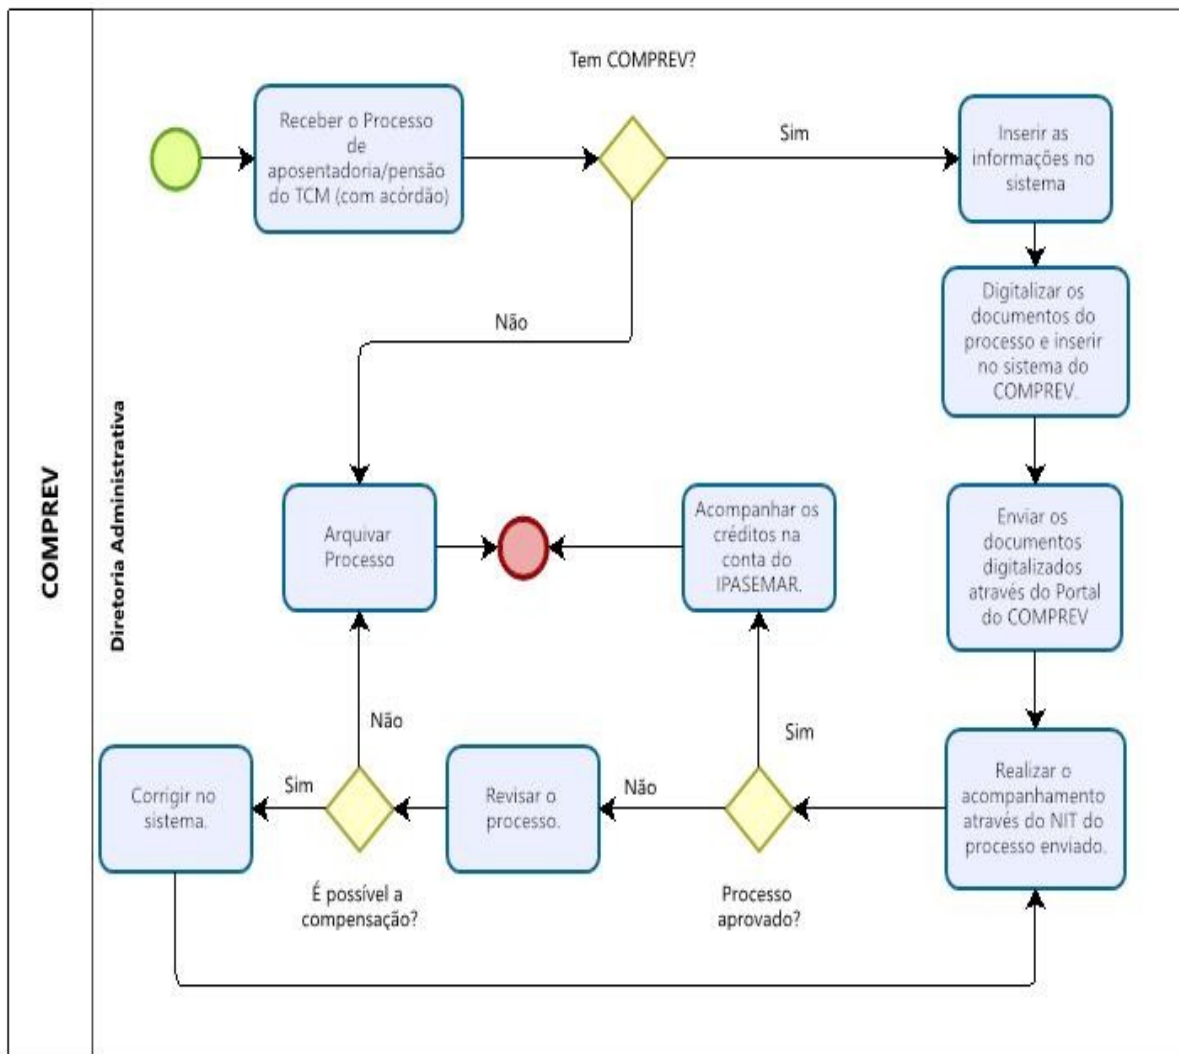 COMPREV
Diretoria Administrativa
Tem COMPREV?
Receber o Processo
de
aposentadoria/pensão
do TCM (com acórdão)
Sim
Inserir as
informações no
sistema
Não
Digitalizar os
documentos do
processo e inserir
no sistema do
COMPREV.
Arquivar
Processo
Acompanhar os
créditos na
conta do
IPASEMAR.
Enviar os
documentos
digitalizados
através do Portal
do COMPREV
Não
Sim
Corrigir no
sistema.
Sim
Revisar o
processo.
Não
Realizar o
acompanhamento
através do NIT do
processo enviado.
É possível a
compensação?
Processo
aprovado?